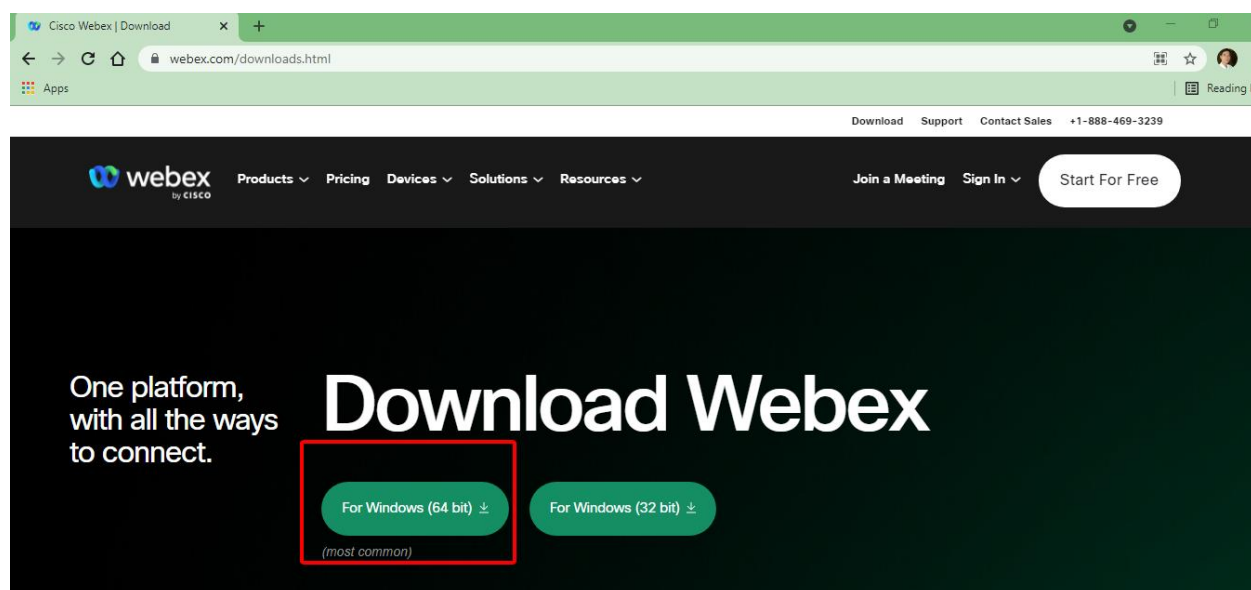 Cisco Webex | Download
webex.com/downloads.html
Apps
Reading
Download Support Contact Sales +1-888-469-3239
webex
by CISCO
Products Pricing Devices Solutions Resources
Join a Meeting Sign In Start For Free
One platform,
with all the ways
to connect.
Download Webex
For Windows (64 bit)
For Windows (32 bit)
(most common)